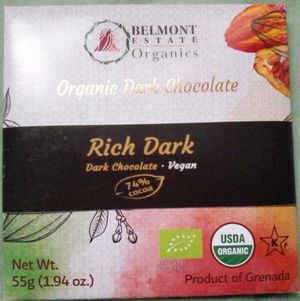 BELMONT
ESTATE
Organics
Organic Dark Chocolate
Rich Dark
Dark Chocolate · Vegan
74%
cocoa
Net Wt.
55g (1.94 oz.)
USDA
ORGANIC
K
Product of Grenada